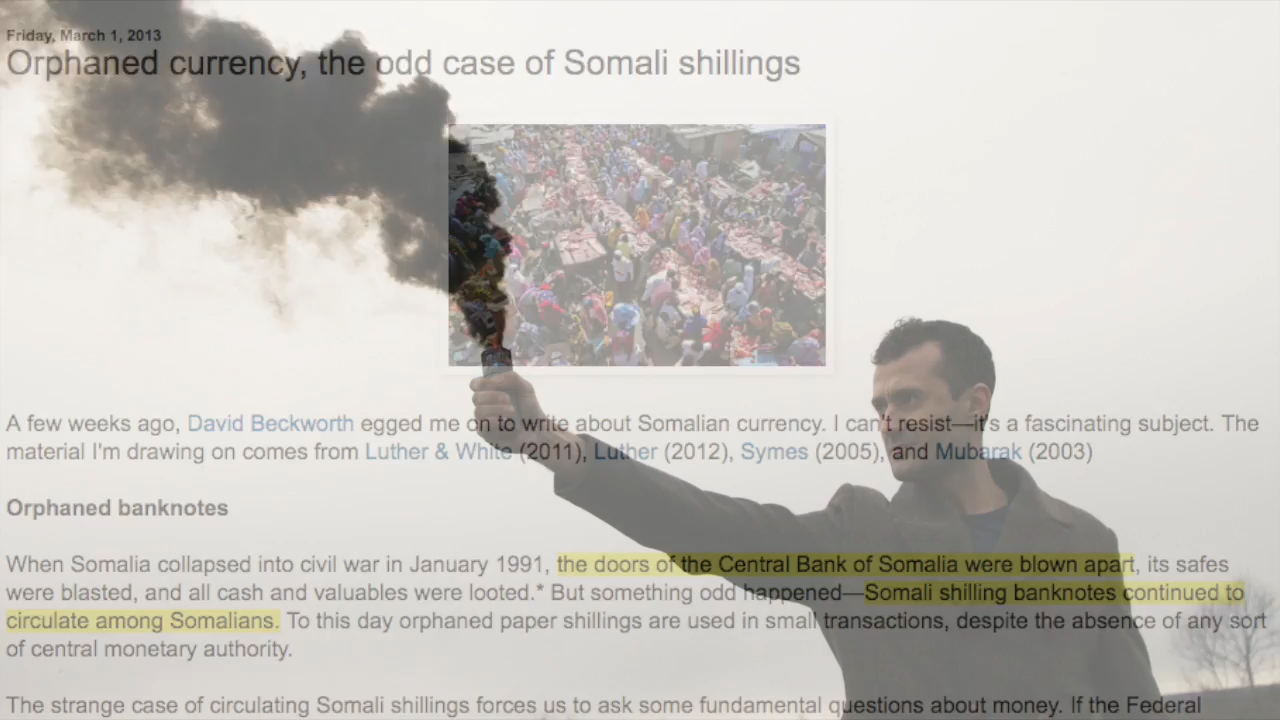 Friday, March 1, 2013
Orphaned currency, the odd case of Somali shillings
A few weeks ago, David Beckworth egged me on to write about Somalian currency. I can't resist—it's a fascinating subject. The
material I'm drawing on comes from Luther & White (2011), Luther (2012), Symes (2005), and Mubarak (2003)
Orphaned banknotes
When Somalia collapsed into civil war in January 1991, the doors of the Central Bank of Somalia were blown apart, its safes
were blasted, and all cash and valuables were looted.* But something odd happened—Somali shilling banknotes continued to
circulate among Somalians. To this day orphaned paper shillings are used in small transactions, despite the absence of any sort
of central monetary authority.
The strange case of circulating Somali shillings forces us to ask some fundamental questions about money. If the Federal